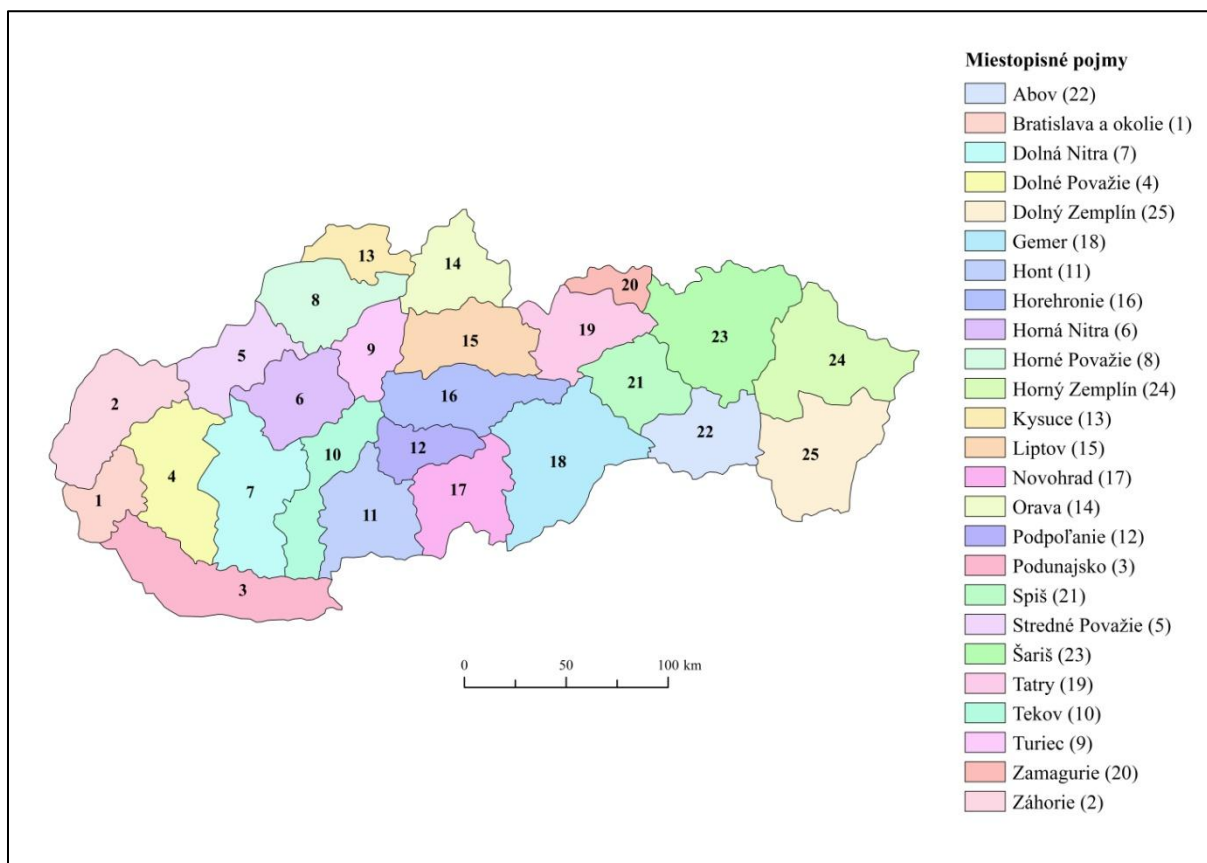 Miestopisné pojmy
Abov (22)
Bratislava a okolie (1)
Dolná Nitra (7)
Dolné Považie (4)
Dolný Zemplín (25)
Gemer (18)
Hont (11)
Horehronie (16)
Horná Nitra (6)
Horné Považie (8)
Horný Zemplín (24)
Kysuce (13)
Liptov (15)
Novohrad (17)
Orava (14)
Podpoľanie (12)
Podunajsko (3)
Spiš (21)
Stredné Považie (5)
Šariš (23)
Tatry (19)
Tekov (10)
Turiec (9)
Zamagurie (20)
Záhorie (2)
13
14
20
8
19
23
15
9
5
24
21
6
16
2
22
12
10
18
25
4
17
7
1
11
3
0 50 100 km